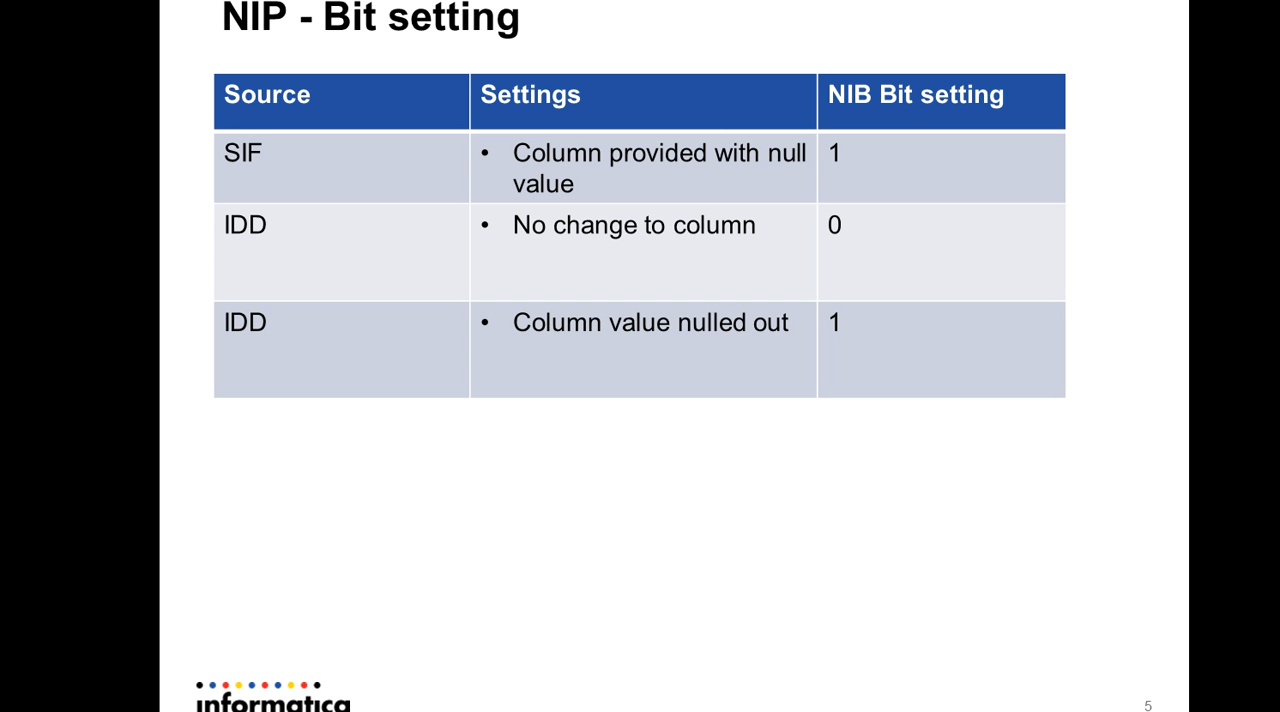 NIP - Bit setting
Source Settings NIB Bit setting
SIF • Column provided with null 1
value
IDD • No change to column 0
IDD • Column value nulled out 1
informatica
5